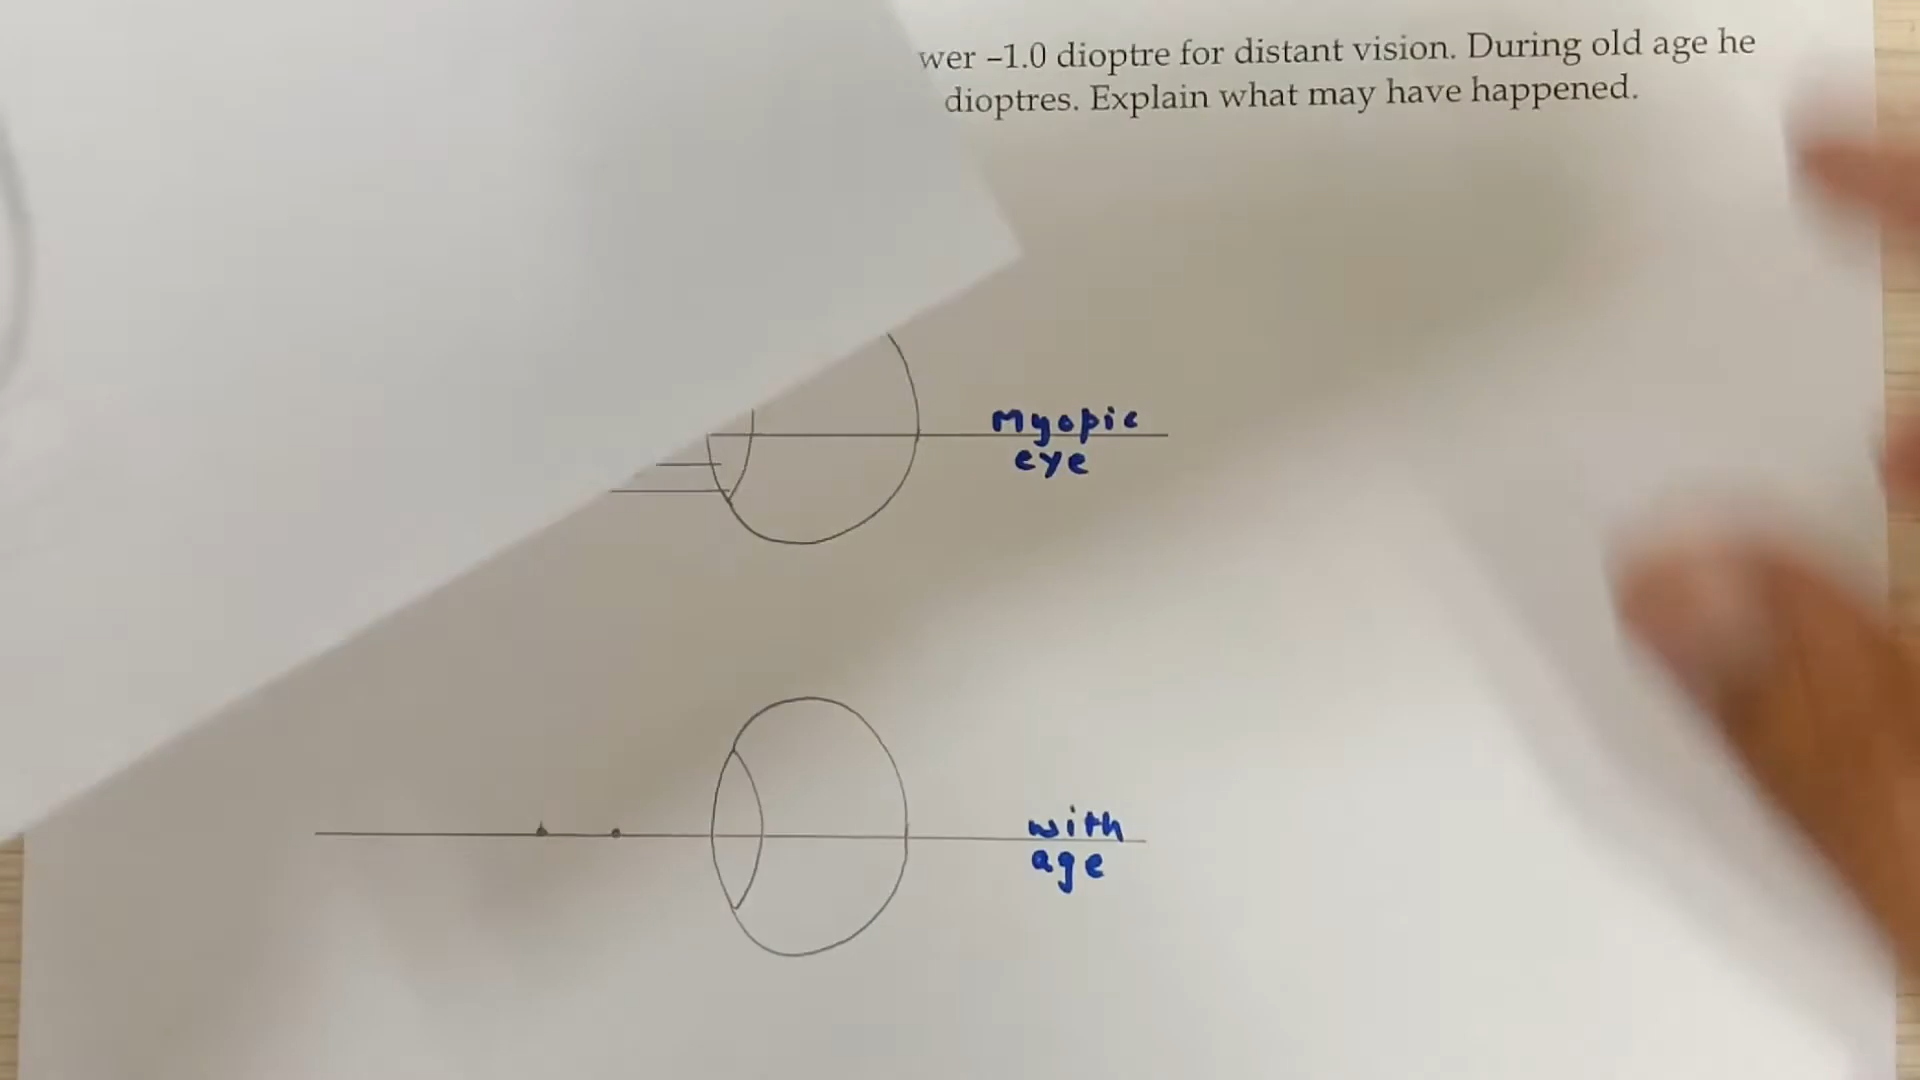 –1.0 dioptre for distant vision. During old age he
dioptres. Explain what may have happened.
Myopic
eye
with
age